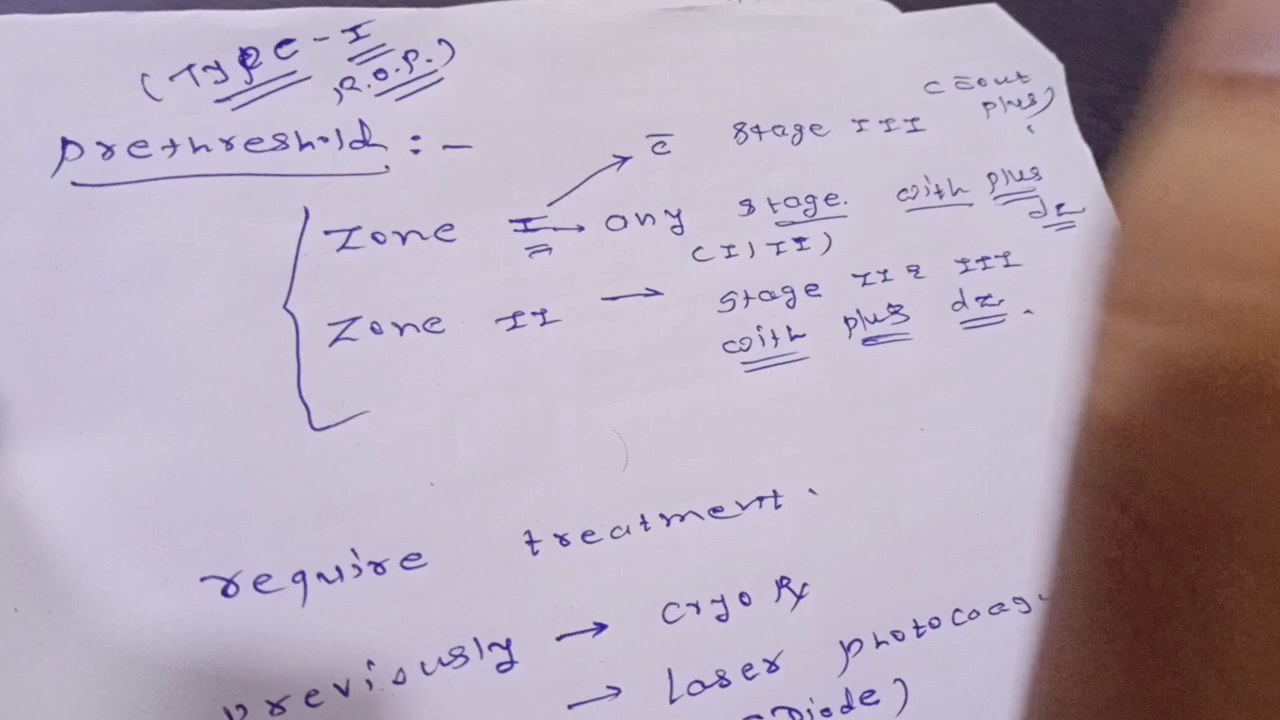 (Type-I
R.O.P.)
Prethreshold :-
c̄ Stage III (c̄out
plus)
Zone I → any stage. with plus
(I, II) dz
Zone II → Stage II & III
with plus dz.
require treatment.
previously → cryo Rx
→ Laser photocoag
(Diode)